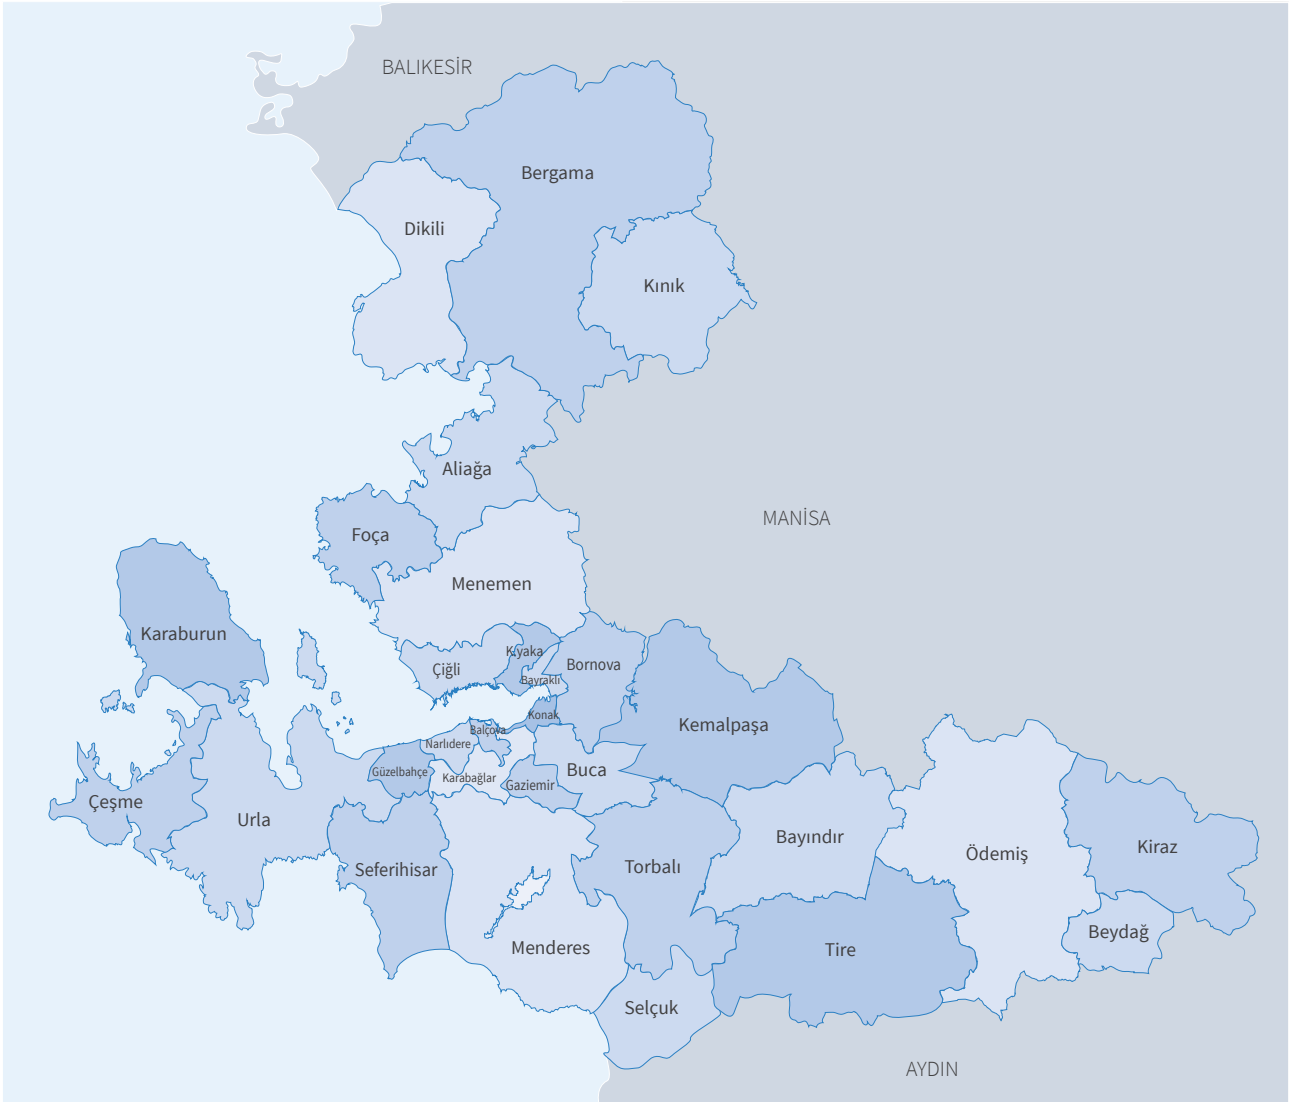 BALIKESİR
Bergama
Dikili
Kınık
Aliağa
MANİSA
Foça
Menemen
Karaburun
K.yaka
Bornova
Çiğli
Bayraklı
Konak
Kemalpaşa
Balçova
Narlıdere
Güzelbahçe
Karabağlar
Buca
Gaziemir
Çeşme
Urla
Bayındır
Kiraz
Ödemiş
Seferihisar
Torbalı
Beydağ
Menderes
Tire
Selçuk
AYDIN